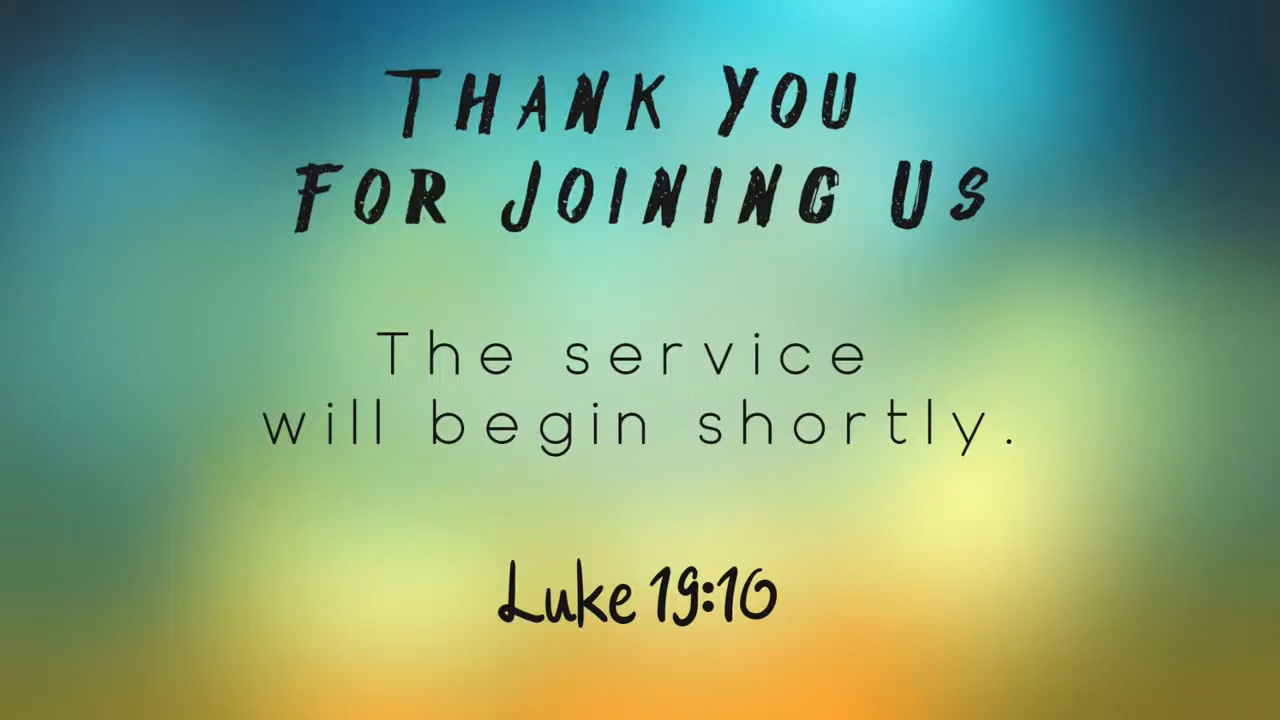 THANK YOU
FOR JOINING US
The service
will begin shortly.
Luke 19:10